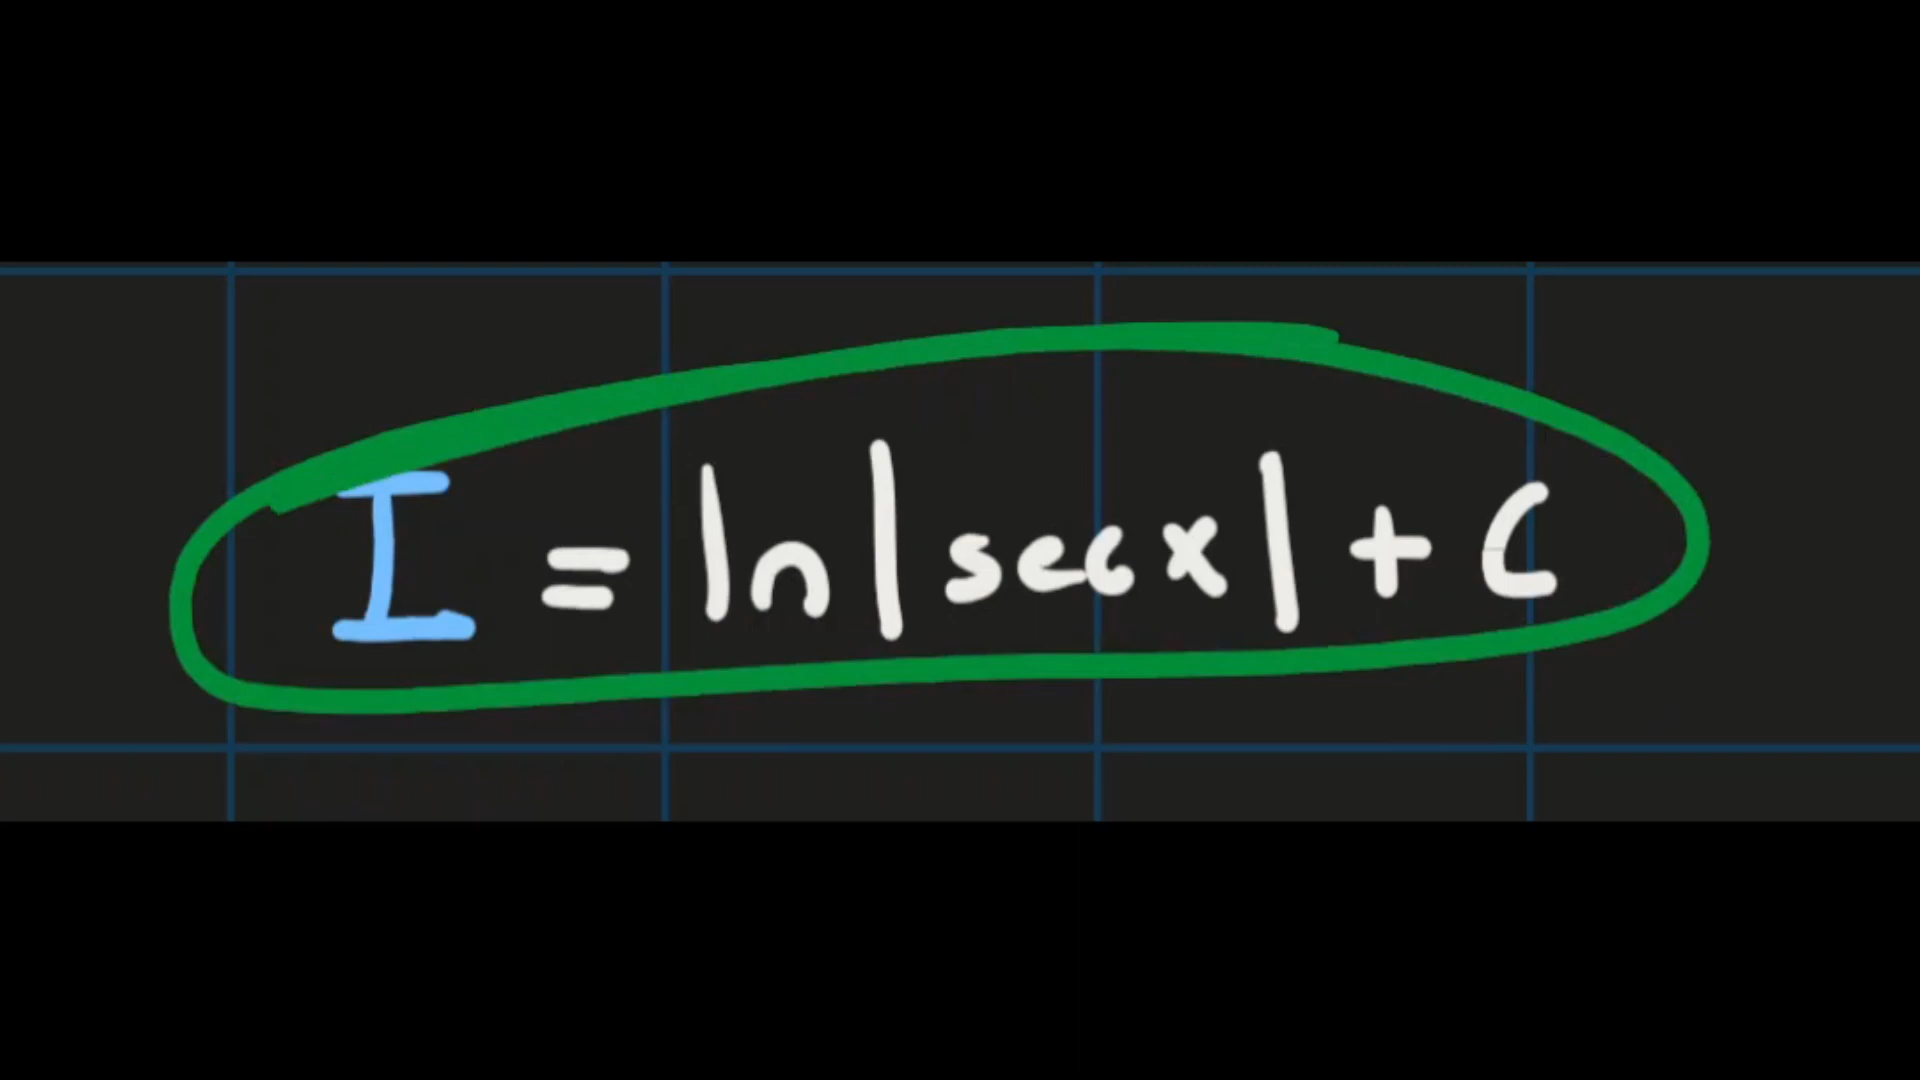 I = ln|secx| + C